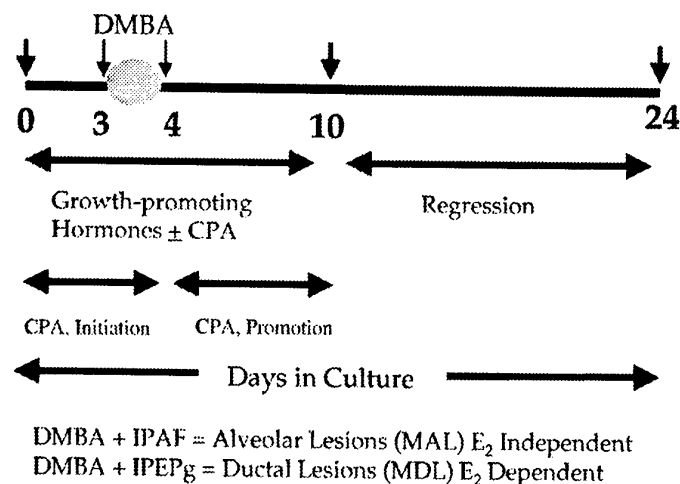 DMBA
0 3 4 10 24
Growth-promoting Regression
Hormones ± CPA
CPA, Initiation CPA, Promotion
Days in Culture
DMBA + IPAF = Alveolar Lesions (MAL) E₂ Independent
DMBA + IPEPg = Ductal Lesions (MDL) E₂ Dependent